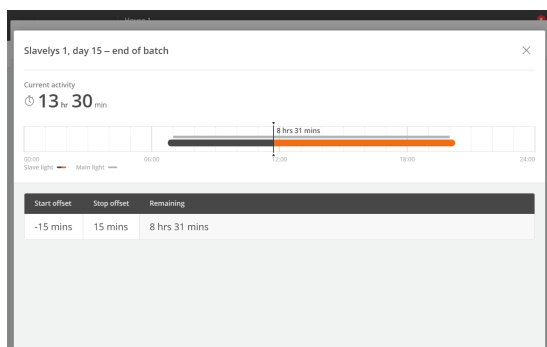 House 1
Slavelys 1, day 15 – end of batch
Current activity
13 hr 30 min
8 hrs 31 mins
00:00 06:00 12:00 18:00 24:00
Slave light Main light
Start offset Stop offset Remaining
-15 mins 15 mins 8 hrs 31 mins